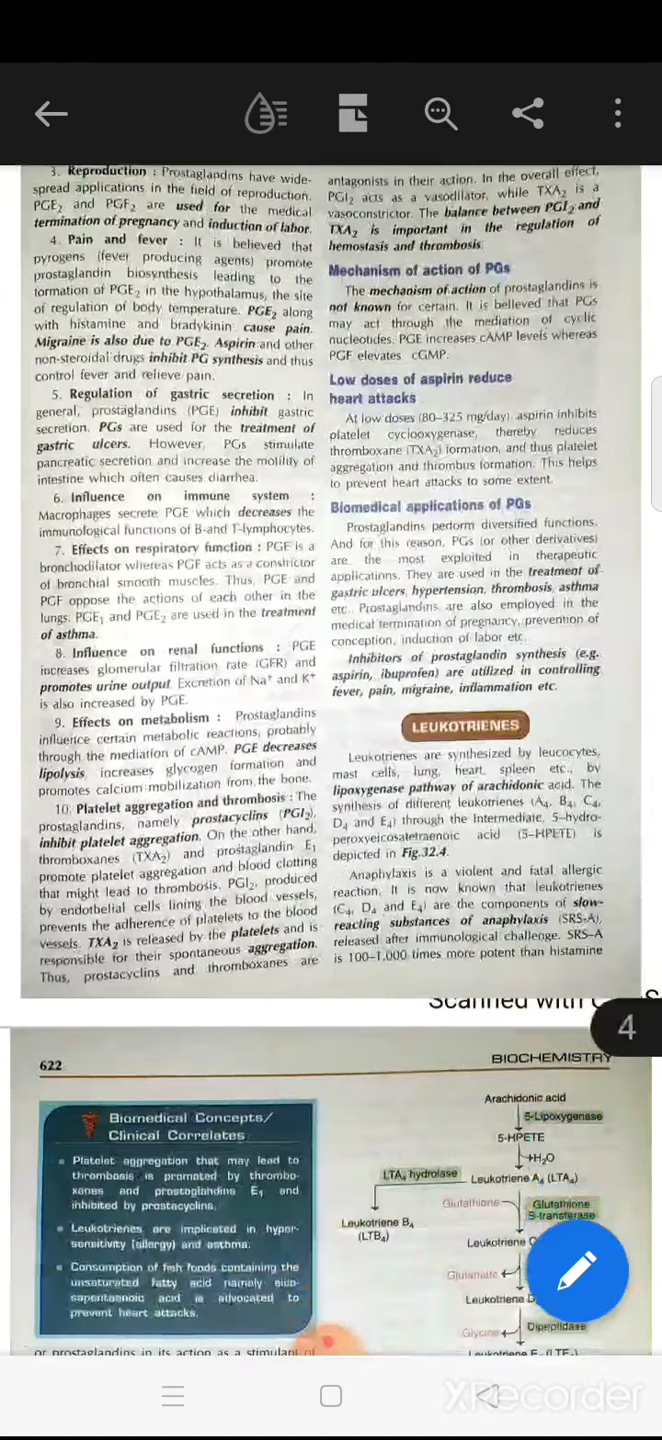 3. Reproduction : Prostaglandins have wide-
spread applications in the field of reproduction.
PGE2 and PGF2 are used for the medical
termination of pregnancy and induction of labor.
4. Pain and fever : It is believed that
pyrogens (fever producing agents) promote
prostaglandin biosynthesis leading to the
formation of PGE2 in the hypothalamus, the site
of regulation of body temperature. PGE2 along
with histamine and bradykinin cause pain.
Migraine is also due to PGE2. Aspirin and other
non-steroidal drugs inhibit PG synthesis and thus
control fever and relieve pain.
5. Regulation of gastric secretion : In
general, prostaglandins (PGE) inhibit gastric
secretion. PGs are used for the treatment of
gastric ulcers. However, PGs stimulate
pancreatic secretion and increase the motility of
intestine which often causes diarrhea.
6. Influence on immune system :
Macrophages secrete PGE which decreases the
immunological functions of B-and T-lymphocytes.
7. Effects on respiratory function : PGE is a
bronchodilator whereas PGF acts as a constrictor
of bronchial smooth muscles. Thus, PGE and
PGF oppose the actions of each other in the
lungs. PGE1 and PGE2 are used in the treatment
of asthma.
8. Influence on renal functions : PGE
increases glomerular filtration rate (GFR) and
promotes urine output. Excretion of Na+ and K+
is also increased by PGE.
9. Effects on metabolism : Prostaglandins
influence certain metabolic reactions, probably
through the mediation of cAMP. PGE decreases
lipolysis, increases glycogen formation and
promotes calcium mobilization from the bone.
10. Platelet aggregation and thrombosis : The
prostaglandins, namely prostacyclins (PGI2),
inhibit platelet aggregation. On the other hand,
thromboxanes (TXA2) and prostaglandin E1
promote platelet aggregation and blood clotting
that might lead to thrombosis. PGI2, produced
by endothelial cells lining the blood vessels,
prevents the adherence of platelets to the blood
vessels. TXA2 is released by the platelets and is
responsible for their spontaneous aggregation.
Thus, prostacyclins and thromboxanes are
antagonists in their action. In the overall effect,
PGI2 acts as a vasodilator, while TXA2 is a
vasoconstrictor. The balance between PGI2 and
TXA2 is important in the regulation of
hemostasis and thrombosis.
Mechanism of action of PGs
The mechanism of action of prostaglandins is
not known for certain. It is believed that PGs
may act through the mediation of cyclic
nucleotides. PGE increases cAMP levels whereas
PGF elevates cGMP.
Low doses of aspirin reduce
heart attacks
At low doses (80–325 mg/day), aspirin inhibits
platelet cyclooxygenase, thereby reduces
thromboxane (TXA2) formation, and thus platelet
aggregation and thrombus formation. This helps
to prevent heart attacks to some extent.
Biomedical applications of PGs
Prostaglandins perform diversified functions.
And for this reason, PGs (or other derivatives)
are the most exploited in therapeutic
applications. They are used in the treatment of
gastric ulcers, hypertension, thrombosis, asthma
etc. Prostaglandins are also employed in the
medical termination of pregnancy, prevention of
conception, induction of labor etc.
Inhibitors of prostaglandin synthesis (e.g.
aspirin, ibuprofen) are utilized in controlling
fever, pain, migraine, inflammation etc.
LEUKOTRIENES
Leukotrienes are synthesized by leucocytes,
mast cells, lung, heart, spleen etc., by
lipoxygenase pathway of arachidonic acid. The
synthesis of different leukotrienes (A4, B4, C4,
D4 and E4) through the intermediate, 5-hydro-
peroxyeicosatetraenoic acid (5-HPETE) is
depicted in Fig.32.4.
Anaphylaxis is a violent and fatal allergic
reaction. It is now known that leukotrienes
(C4, D4 and E4) are the components of slow-
reacting substances of anaphylaxis (SRS-A),
released after immunological challenge. SRS–A
is 100–1,000 times more potent than histamine
Scanned with
4
622
BIOCHEMISTRY
Biomedical Concepts/
Clinical Correlates
Platelet aggregation that may lead to
thrombosis is promoted by thrombo-
xanes and prostaglandins E1 and
inhibited by prostacyclins.
Leukotrienes are implicated in hyper-
sensitivity (allergy) and asthma.
Consumption of fish foods containing the
unsaturated fatty acid namely eico-
sapentaenoic acid is advocated to
prevent heart attacks.
or prostaglandins in its action as a stimulant of
Arachidonic acid
5-Lipoxygenase
5-HPETE
H2O
LTA4 hydrolase
Leukotriene A4 (LTA4)
Glutathione
Glutathione
S-transferase
Leukotriene B4
(LTB4)
Leukotriene
Glutamate
Leukotriene
Glycine
Dipeptidase
Leukotriene E4 (LTE4)
XRecorder